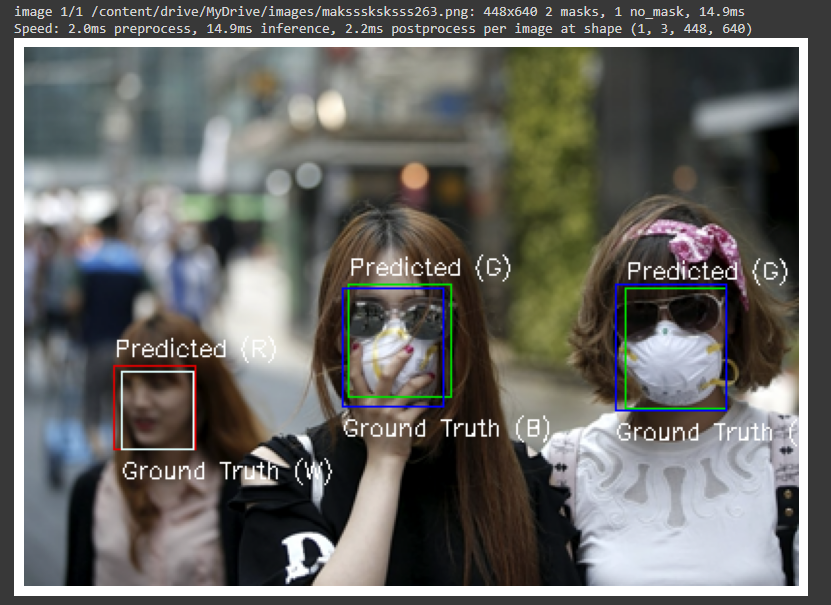 image 1/1 /content/drive/MyDrive/images/maksssksksss263.png: 448x640 2 masks, 1 no_mask, 14.9ms
Speed: 2.0ms preprocess, 14.9ms inference, 2.2ms postprocess per image at shape (1, 3, 448, 640)
Predicted (G)
Predicted (G)
Predicted (R)
Ground Truth (B)
Ground Truth (
Ground Truth (W)
D